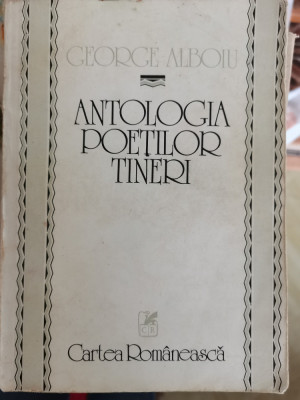 GEORGE ALBOIU
ANTOLOGIA
POEȚILOR
TINERI
CR
Cartea Românească